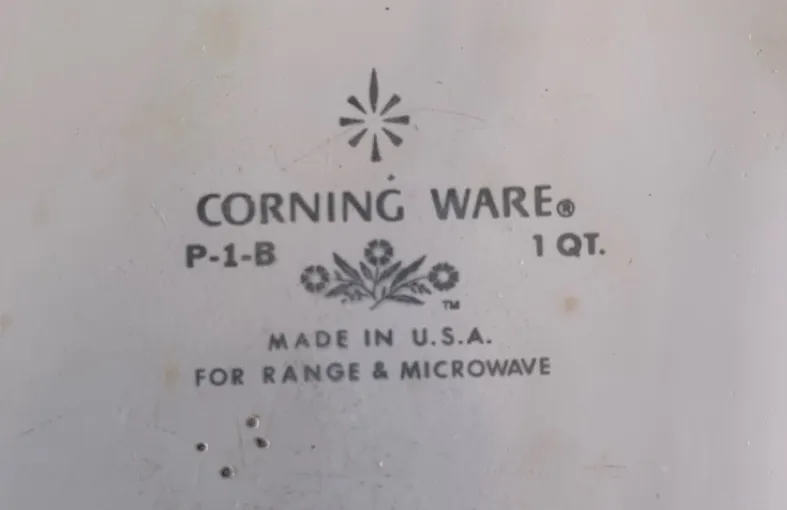 CORNING WARE®
P-1-B 1 QT.
TM
MADE IN U.S.A.
FOR RANGE & MICROWAVE